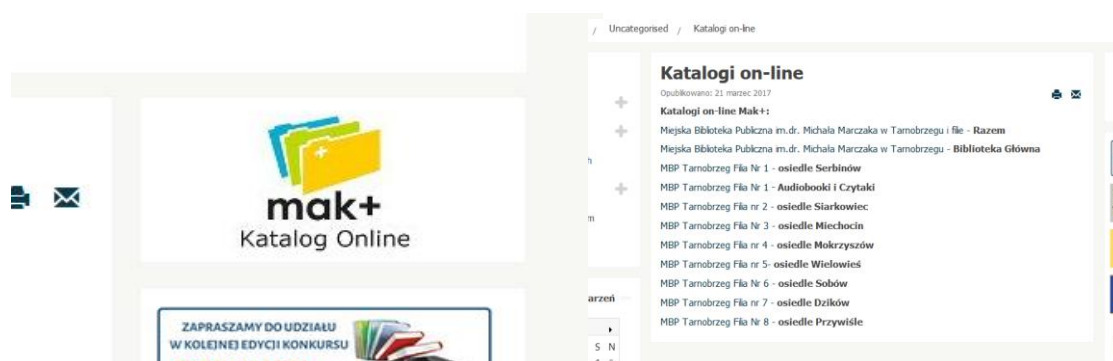 mak+
Katalog Online
ZAPRASZAMY DO UDZIAŁU
W KOLEJNEJ EDYCJI KONKURSU
/ Uncategorised / Katalogi on-line
Katalogi on-line
Opublikowano: 21 marzec 2017
Katalogi on-line Mak+:
Miejska Biblioteka Publiczna im.dr. Michała Marczaka w Tarnobrzegu i filie - Razem
Miejska Biblioteka Publiczna im.dr. Michała Marczaka w Tarnobrzegu - Biblioteka Główna
MBP Tarnobrzeg Filia Nr 1 - osiedle Serbinów
MBP Tarnobrzeg Filia Nr 1 - Audiobooki i Czytaki
MBP Tarnobrzeg Filia nr 2 - osiedle Siarkowiec
MBP Tarnobrzeg Filia Nr 3 - osiedle Miechocin
MBP Tarnobrzeg Filia nr 4 - osiedle Mokrzyszów
MBP Tarnobrzeg Filia nr 5- osiedle Wielowieś
MBP Tarnobrzeg Filia Nr 6 - osiedle Sobów
MBP Tarnobrzeg Filia nr 7 - osiedle Dzików
MBP Tarnobrzeg Filia Nr 8 - osiedle Przywiśle
h
m
arzeń
S N